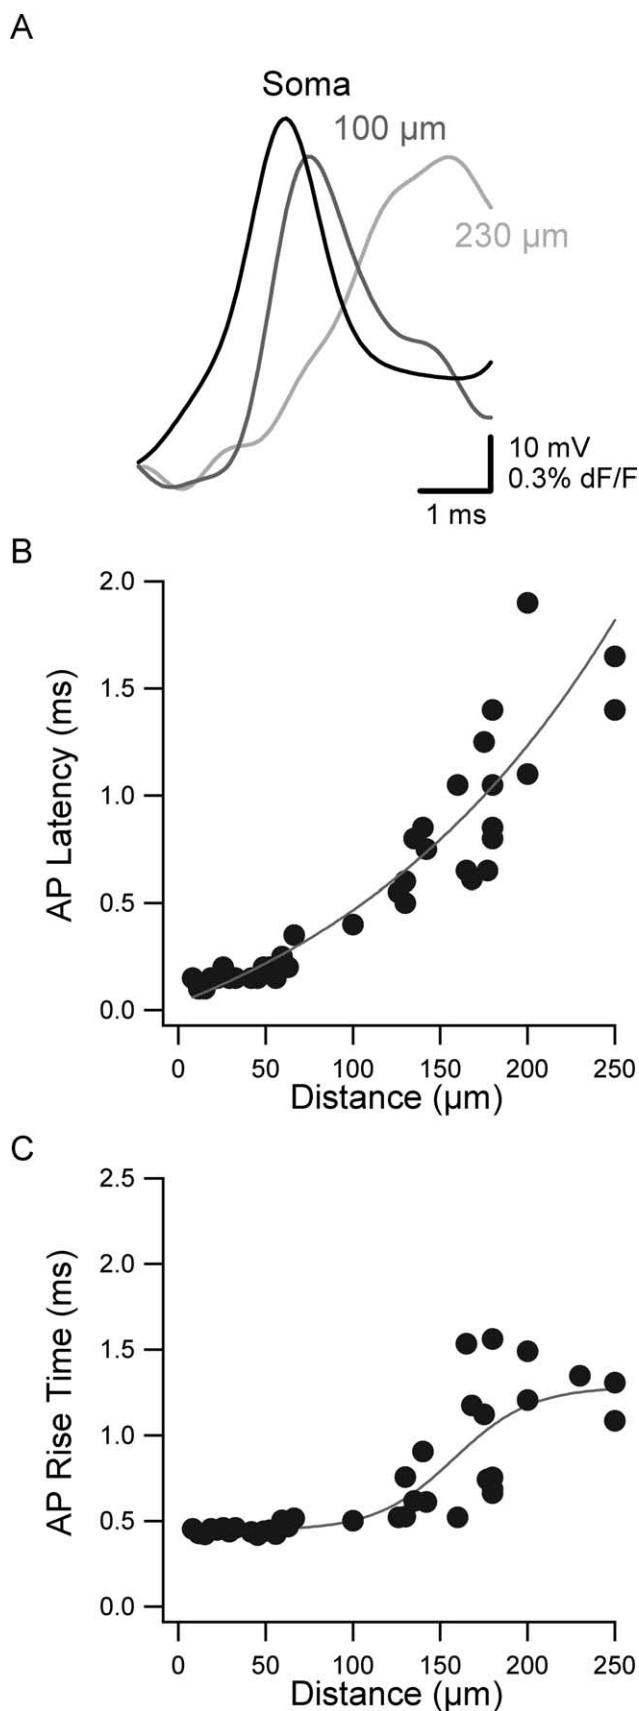 A
Soma
100 µm
230 µm
10 mV
0.3% dF/F
1 ms
B
2.0
1.5
1.0
0.5
0.0
AP Latency (ms)
0 50 100 150 200 250
Distance (µm)
C
2.5
2.0
1.5
1.0
0.5
0.0
AP Rise Time (ms)
0 50 100 150 200 250
Distance (µm)